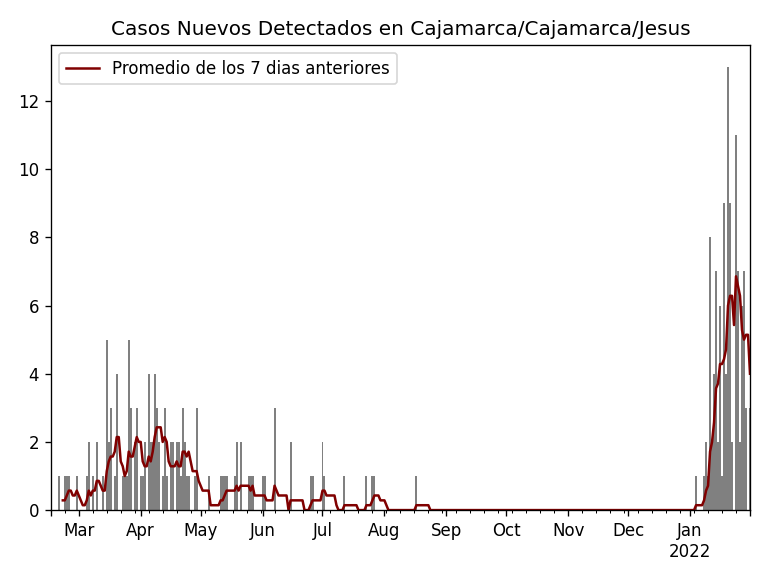 Casos Nuevos Detectados en Cajamarca/Cajamarca/Jesus
Promedio de los 7 dias anteriores
12
10
8
6
4
2
0
Mar Apr May Jun Jul Aug Sep Oct Nov Dec Jan
2022